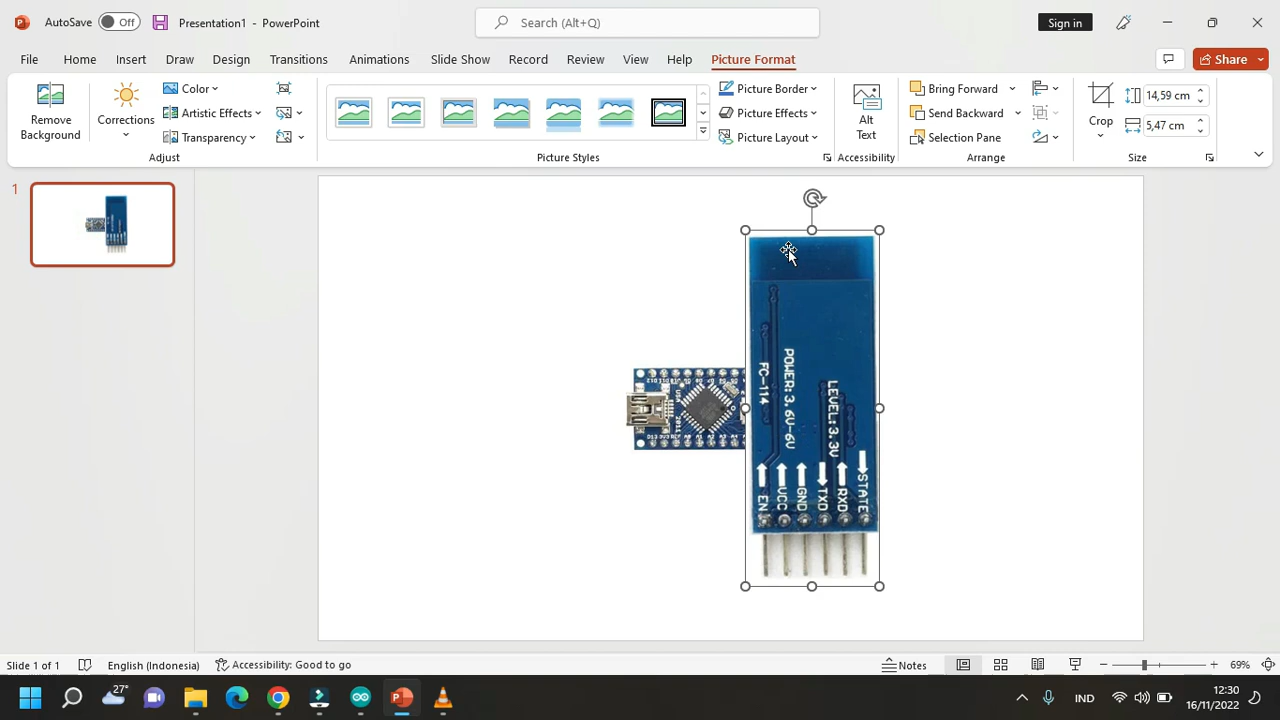 AutoSave Off Presentation1 - PowerPoint Search (Alt+Q) Sign in
File Home Insert Draw Design Transitions Animations Slide Show Record Review View Help Picture Format Share
Remove Background
Corrections
Color
Artistic Effects
Transparency
Adjust
Picture Styles
Picture Border
Picture Effects
Picture Layout
Alt Text
Accessibility
Bring Forward
Send Backward
Selection Pane
Arrange
Crop
14,59 cm
5,47 cm
Size
1
FC-114
POWER:3.6V-6V
LEVEL:3.3V
EN
VCC
GND
TXD
RXD
STATE
USA
Slide 1 of 1 English (Indonesia) Accessibility: Good to go Notes 69%
27° IND 12:30
16/11/2022